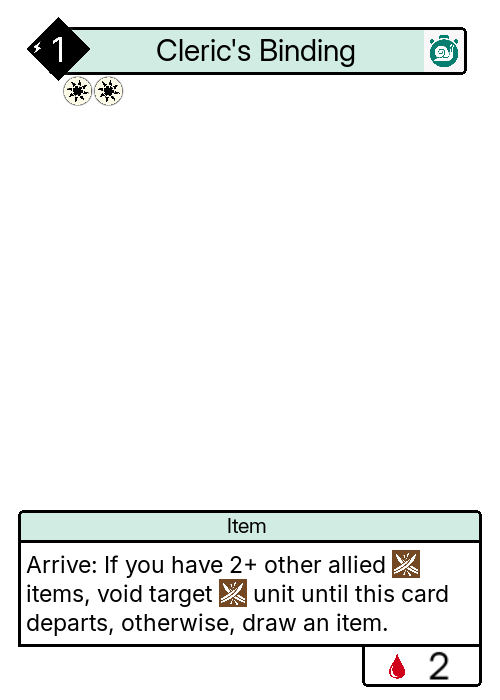 1
Cleric's Binding
Item
Arrive: If you have 2+ other allied
items, void target unit until this card
departs, otherwise, draw an item.
2